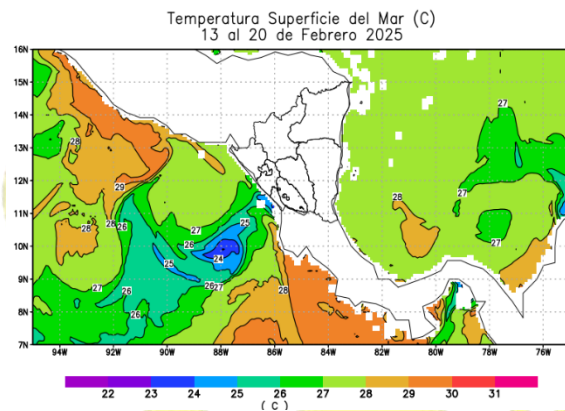 Temperatura Superficie del Mar (C)
13 al 20 de Febrero 2025
16N
15N
14N
13N
12N
11N
10N
9N
8N
7N
28
29
28
28
26
27
26
25
24
25
26
27
26
26
28
27
28
27
27
28
27
94W
92W
90W
88W
86W
84W
82W
80W
78W
76W
22
23
24
25
26
27
28
29
30
31
( C )